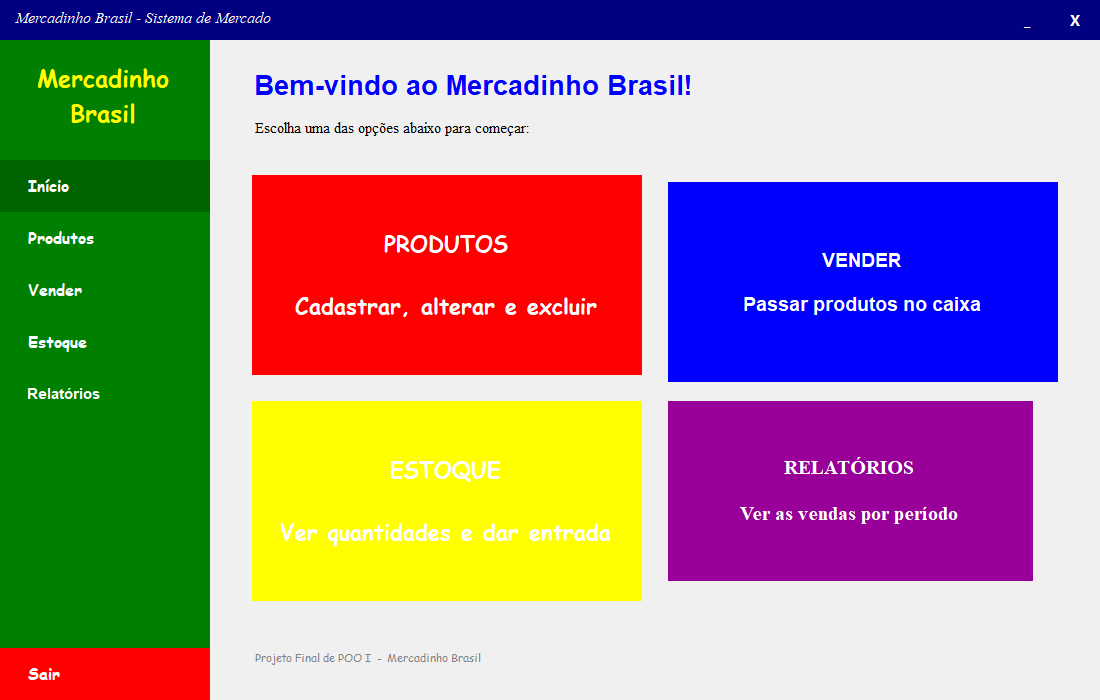 Mercadinho Brasil - Sistema de Mercado
_ X
Mercadinho
Brasil
Início
Produtos
Vender
Estoque
Relatórios
Sair
Bem-vindo ao Mercadinho Brasil!
Escolha uma das opções abaixo para começar:
PRODUTOS
Cadastrar, alterar e excluir
VENDER
Passar produtos no caixa
ESTOQUE
Ver quantidades e dar entrada
RELATÓRIOS
Ver as vendas por período
Projeto Final de POO I - Mercadinho Brasil